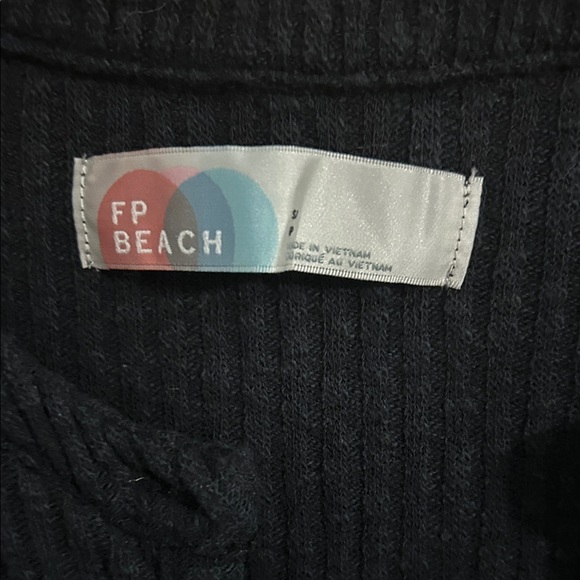 FP
BEACH
S
P
MADE IN VIETNAM
FABRIQUÉ AU VIETNAM